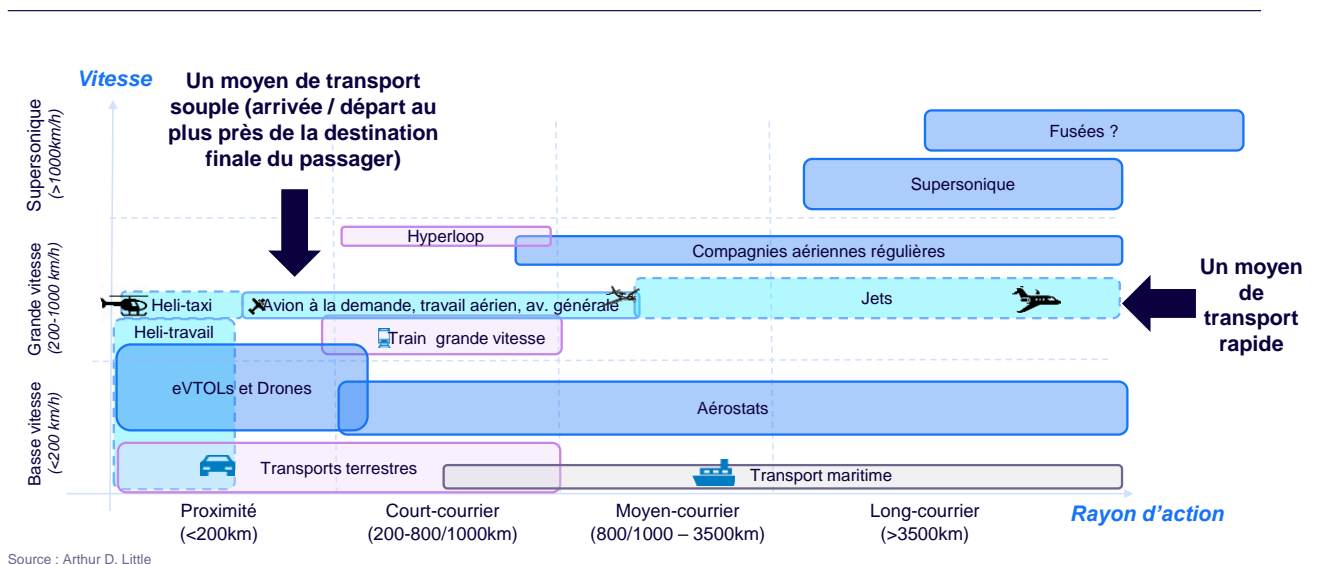 Vitesse
Un moyen de transport
souple (arrivée / départ au
plus près de la destination
finale du passager)
Supersonique
(>1000km/h)
Fusées ?
Supersonique
Grande vitesse
(200-1000 km/h)
Hyperloop
Compagnies aériennes régulières
Heli-taxi
Avion à la demande, travail aérien, av. générale
Jets
Un moyen
de
transport
rapide
Heli-travail
Train grande vitesse
Basse vitesse
(<200 km/h)
eVTOLs et Drones
Aérostats
Transports terrestres
Transport maritime
Proximité
(<200km)
Court-courrier
(200-800/1000km)
Moyen-courrier
(800/1000 – 3500km)
Long-courrier
(>3500km)
Rayon d’action
Source : Arthur D. Little